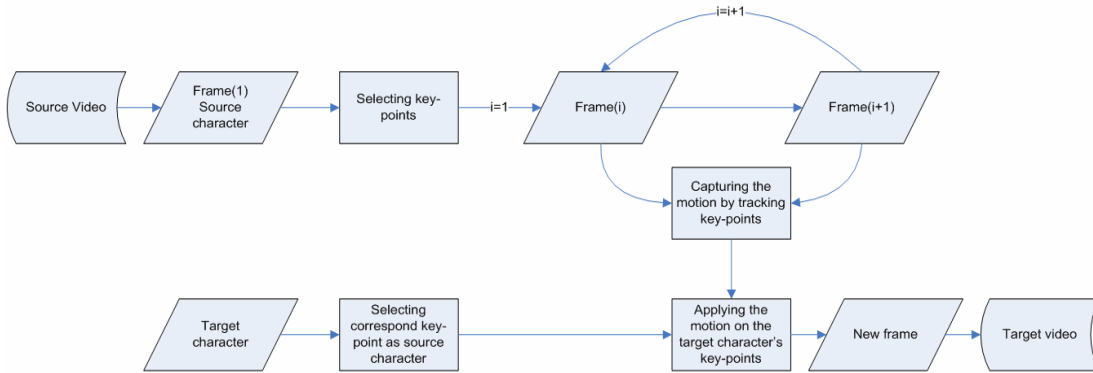 i=i+1
Source Video
Frame(1)
Source
character
Selecting key-
points
i=1
Frame(i)
Frame(i+1)
Capturing the
motion by tracking
key-points
Target
character
Selecting
correspond key-
point as source
character
Applying the
motion on the
target character's
key-points
New frame
Target video